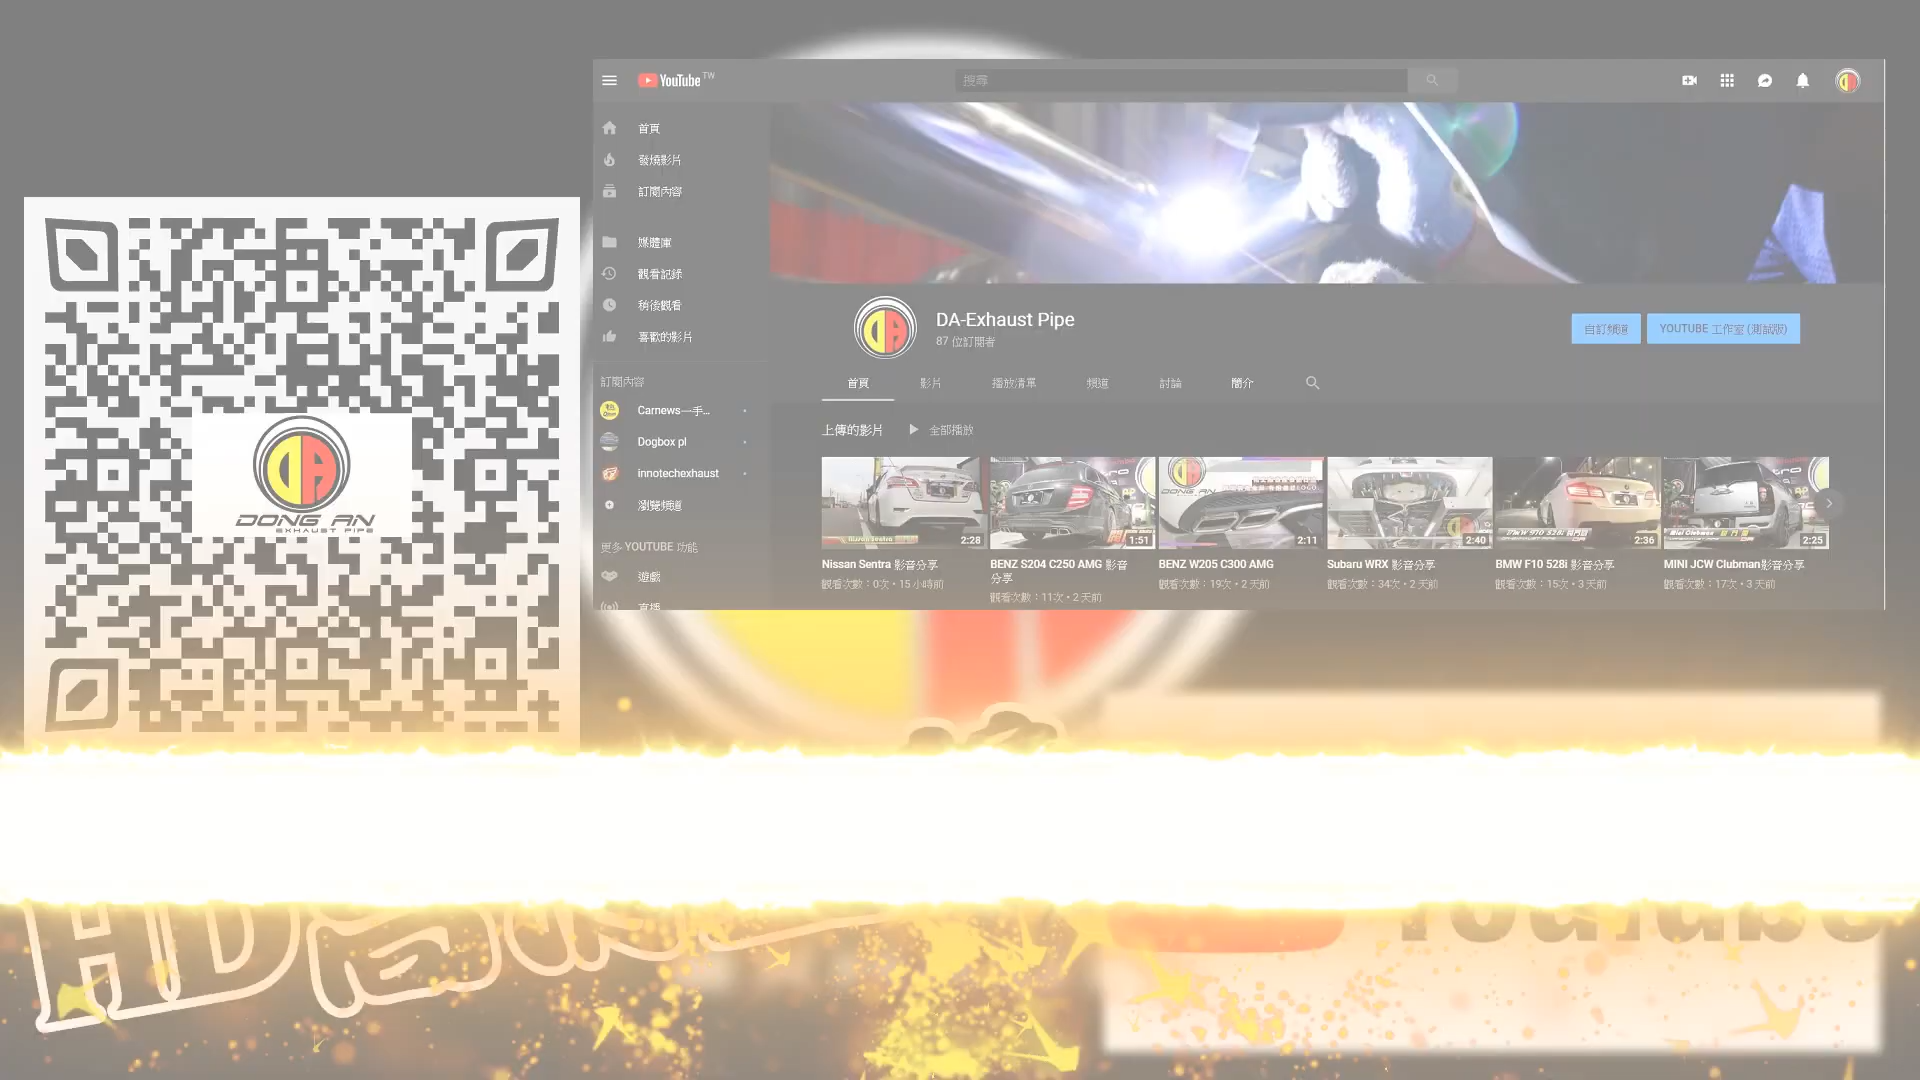 YouTube TW
搜尋
首頁
發燒影片
訂閱內容
媒體庫
觀看記錄
稍後觀看
喜歡的影片
訂閱內容
Carnews一手...
Dogbox pl
innotechexhaust
瀏覽頻道
更多 YOUTUBE 功能
遊戲
直播
DA-Exhaust Pipe
87 位訂閱者
自訂頻道
YOUTUBE 工作室 (測試版)
首頁 影片 播放清單 頻道 討論 簡介
上傳的影片 全部播放
2:28 1:51 2:11 2:40 2:36 2:25
Nissan Sentra 影音分享
觀看次數：0次 • 15 小時前
BENZ S204 C250 AMG 影音
分享
觀看次數：11次 • 2 天前
BENZ W205 C300 AMG
觀看次數：19次 • 2 天前
Subaru WRX 影音分享
觀看次數：34次 • 2 天前
BMW F10 528i 影音分享
觀看次數：15次 • 3 天前
MINI JCW Clubman影音分享
觀看次數：17次 • 3 天前
DA
DONG AN
EXHAUST PIPE
YouTube